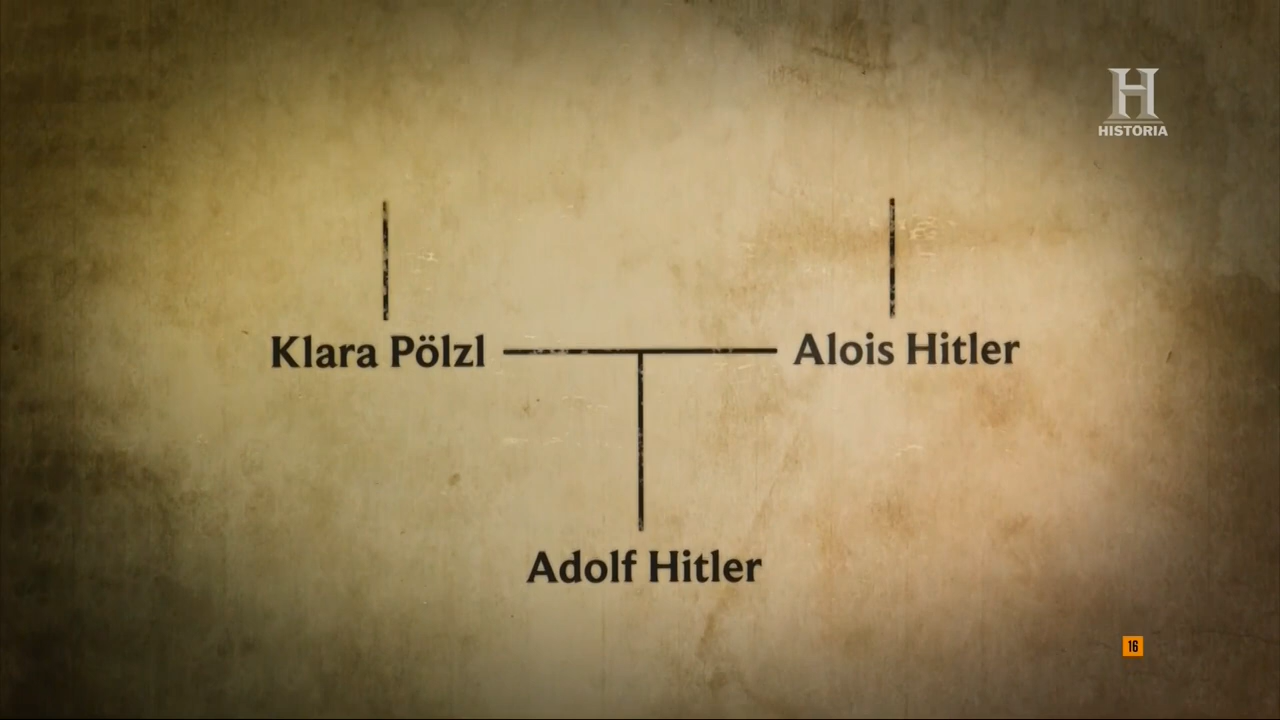 H
HISTORIA
Klara Pölzl
Alois Hitler
Adolf Hitler
16